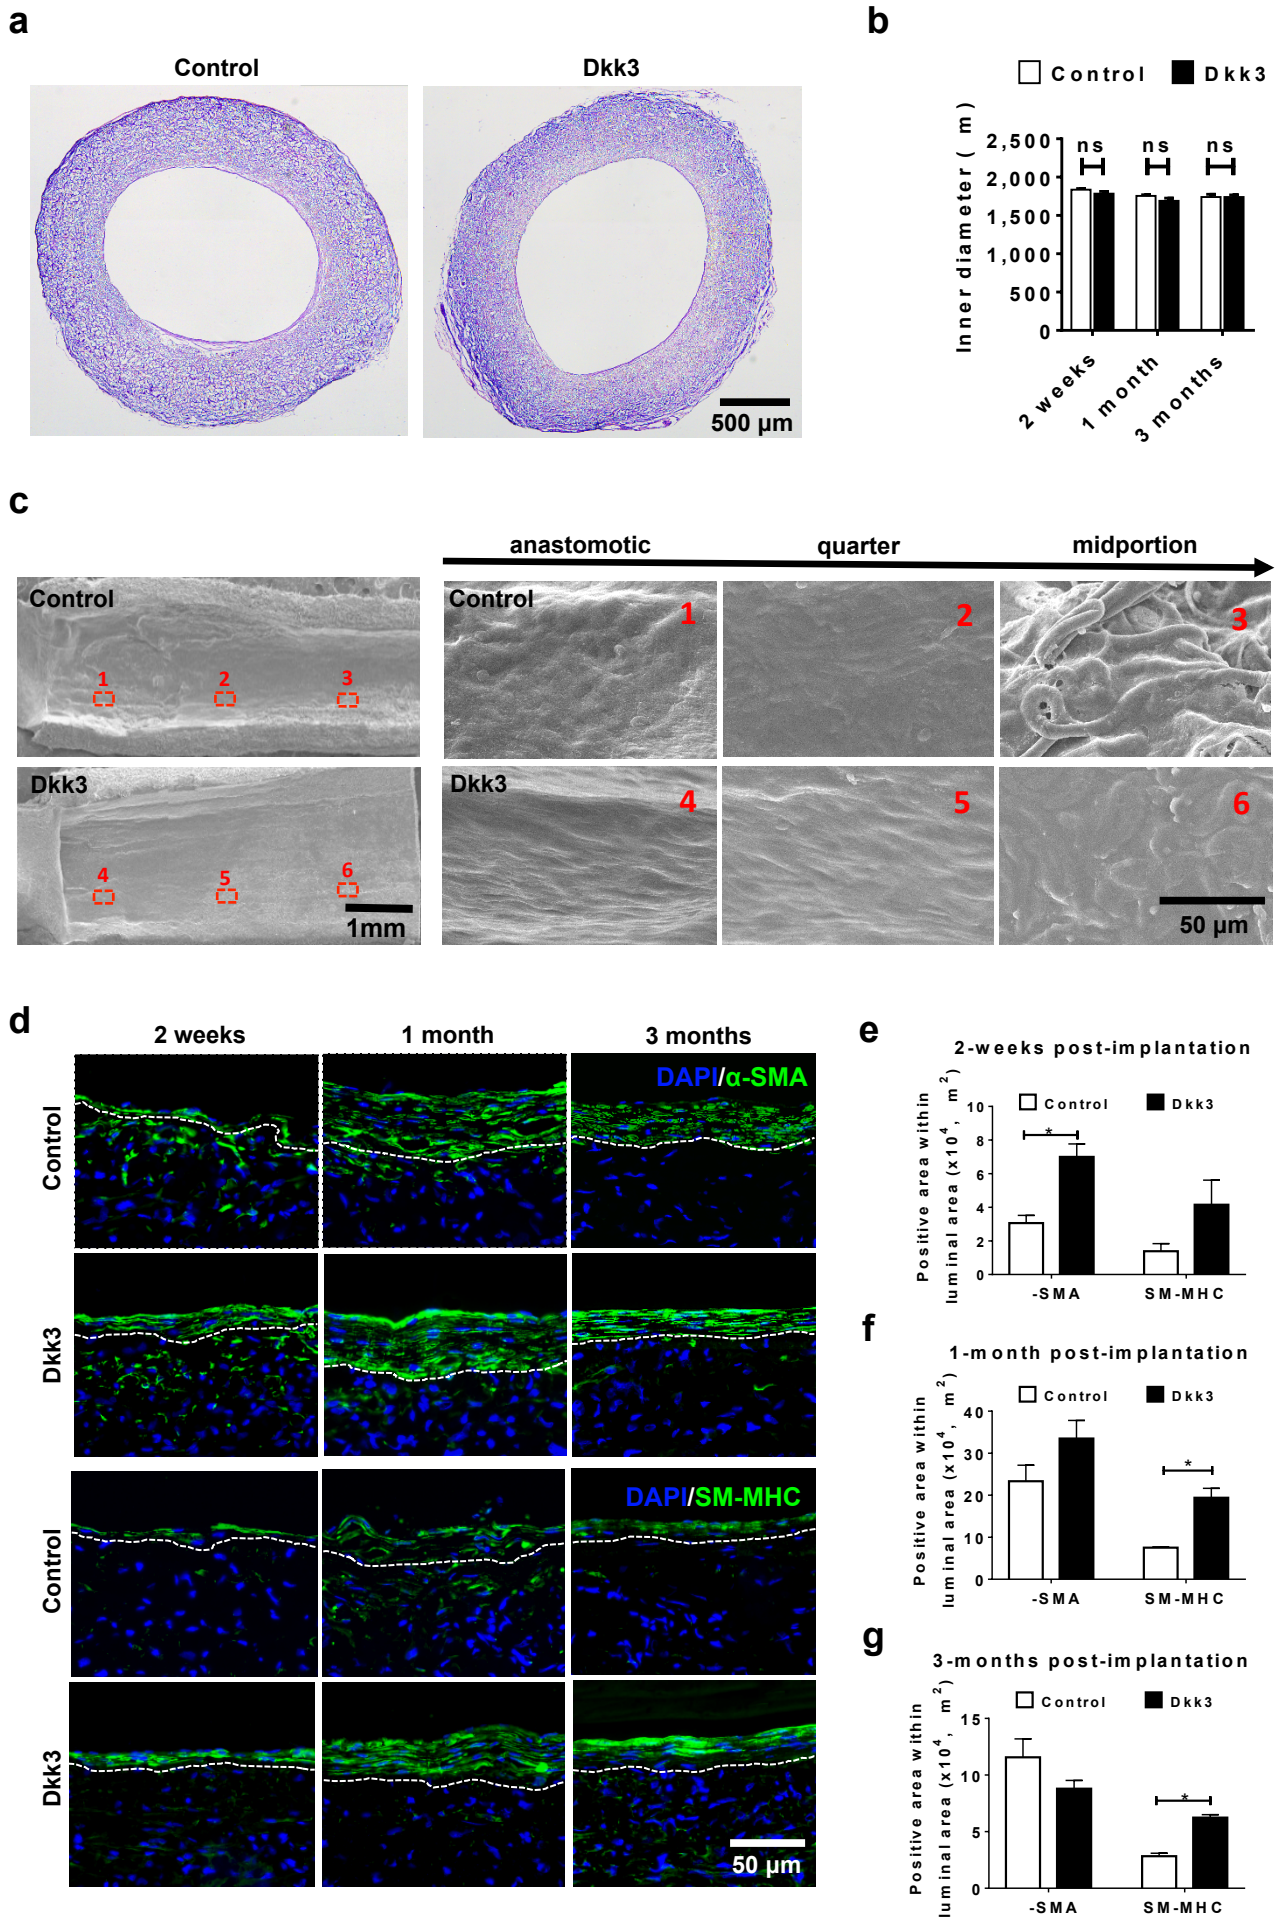 a
Control
Dkk3
500 µm
b
Control
Dkk3
Inner diameter ( m)
2,500
2,000
1,500
1,000
500
0
ns
ns
ns
2 weeks
1 month
3 months
c
anastomotic
quarter
midportion
Control
1
2
3
Control
1
2
3
Dkk3
4
5
6
1mm
Dkk3
4
5
6
50 µm
d
2 weeks
1 month
3 months
Control
DAPI/α-SMA
Dkk3
Control
DAPI/SM-MHC
Dkk3
50 µm
e
2-weeks post-implantation
Control
Dkk3
Positive area within
luminal area (x10⁴, m²)
10
8
6
4
2
0
*
-SMA
SM-MHC
f
1-month post-implantation
Control
Dkk3
Positive area within
luminal area (x10⁴, m²)
40
30
20
10
0
*
-SMA
SM-MHC
g
3-months post-implantation
Control
Dkk3
Positive area within
luminal area (x10⁴, m²)
15
10
5
0
*
-SMA
SM-MHC